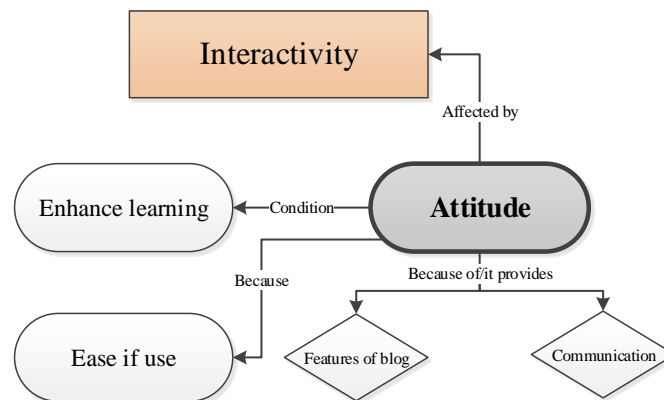 Interactivity
Affected by
Enhance learning
Condition
Attitude
Because
Because of/it provides
Ease if use
Features of blog
Communication